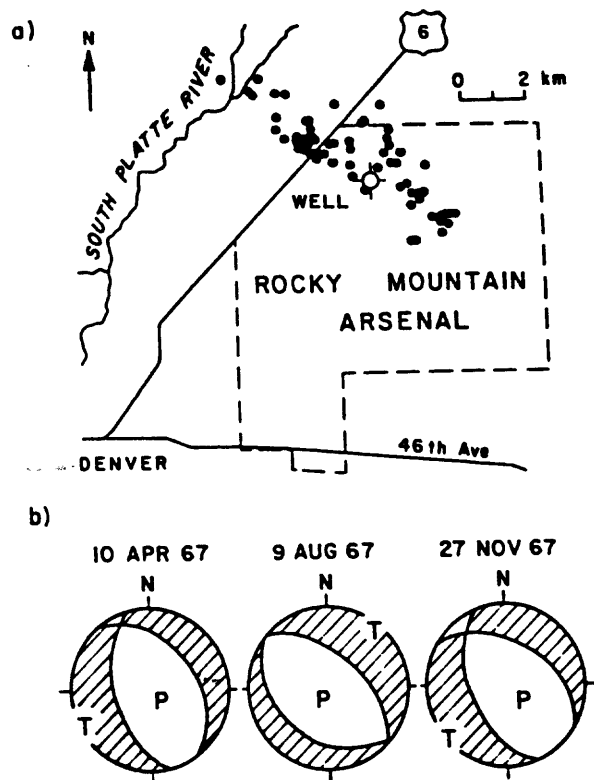 a)
N
6
0 2 km
SOUTH PLATTE RIVER
WELL
ROCKY MOUNTAIN
ARSENAL
46th Ave
DENVER
b)
10 APR 67 9 AUG 67 27 NOV 67
N N N
T
P P P
T T